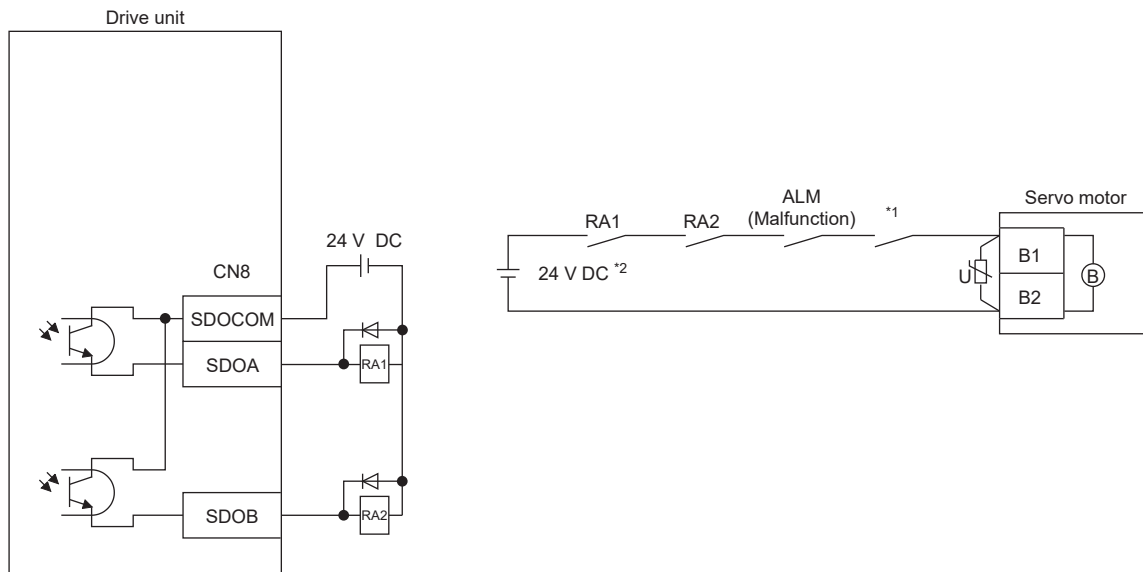 Drive unit
24 V DC
CN8
SDOCOM
SDOA
RA1
SDOB
RA2
RA1
RA2
ALM
(Malfunction)
*1
Servo motor
24 V DC *2
U
B1
B2
B